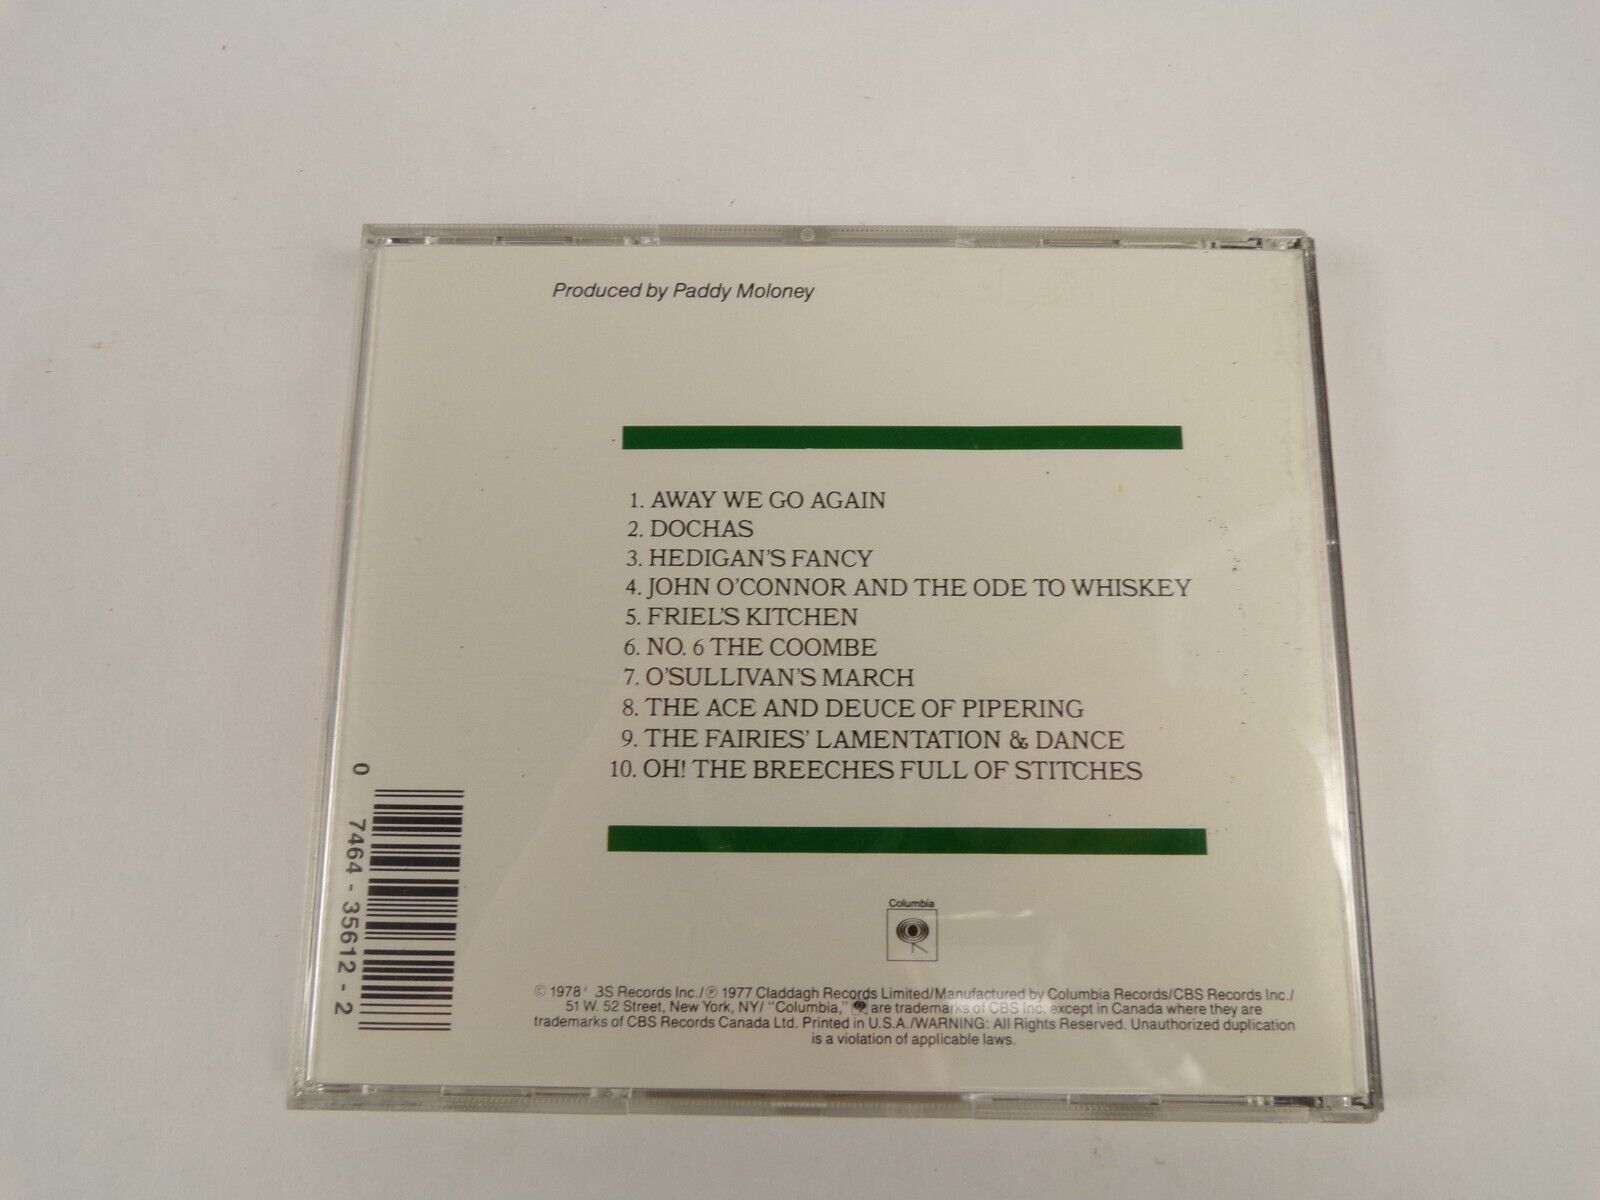 Produced by Paddy Moloney
1. AWAY WE GO AGAIN
2. DOCHAS
3. HEDIGAN'S FANCY
4. JOHN O'CONNOR AND THE ODE TO WHISKEY
5. FRIEL'S KITCHEN
6. NO. 6 THE COOMBE
7. O'SULLIVAN'S MARCH
8. THE ACE AND DEUCE OF PIPERING
9. THE FAIRIES' LAMENTATION & DANCE
10. OH! THE BREECHES FULL OF STITCHES
0 7464-35612-2
Columbia
© 1978 Records Inc./℗ 1977 Claddagh Records Limited/Manufactured by Columbia Records/CBS Records Inc./
51 W. 52 Street, New York, NY/ "Columbia," are trademarks of CBS Inc. except in Canada where they are
trademarks of CBS Records Canada Ltd. Printed in U.S.A./WARNING: All Rights Reserved. Unauthorized duplication
is a violation of applicable laws.